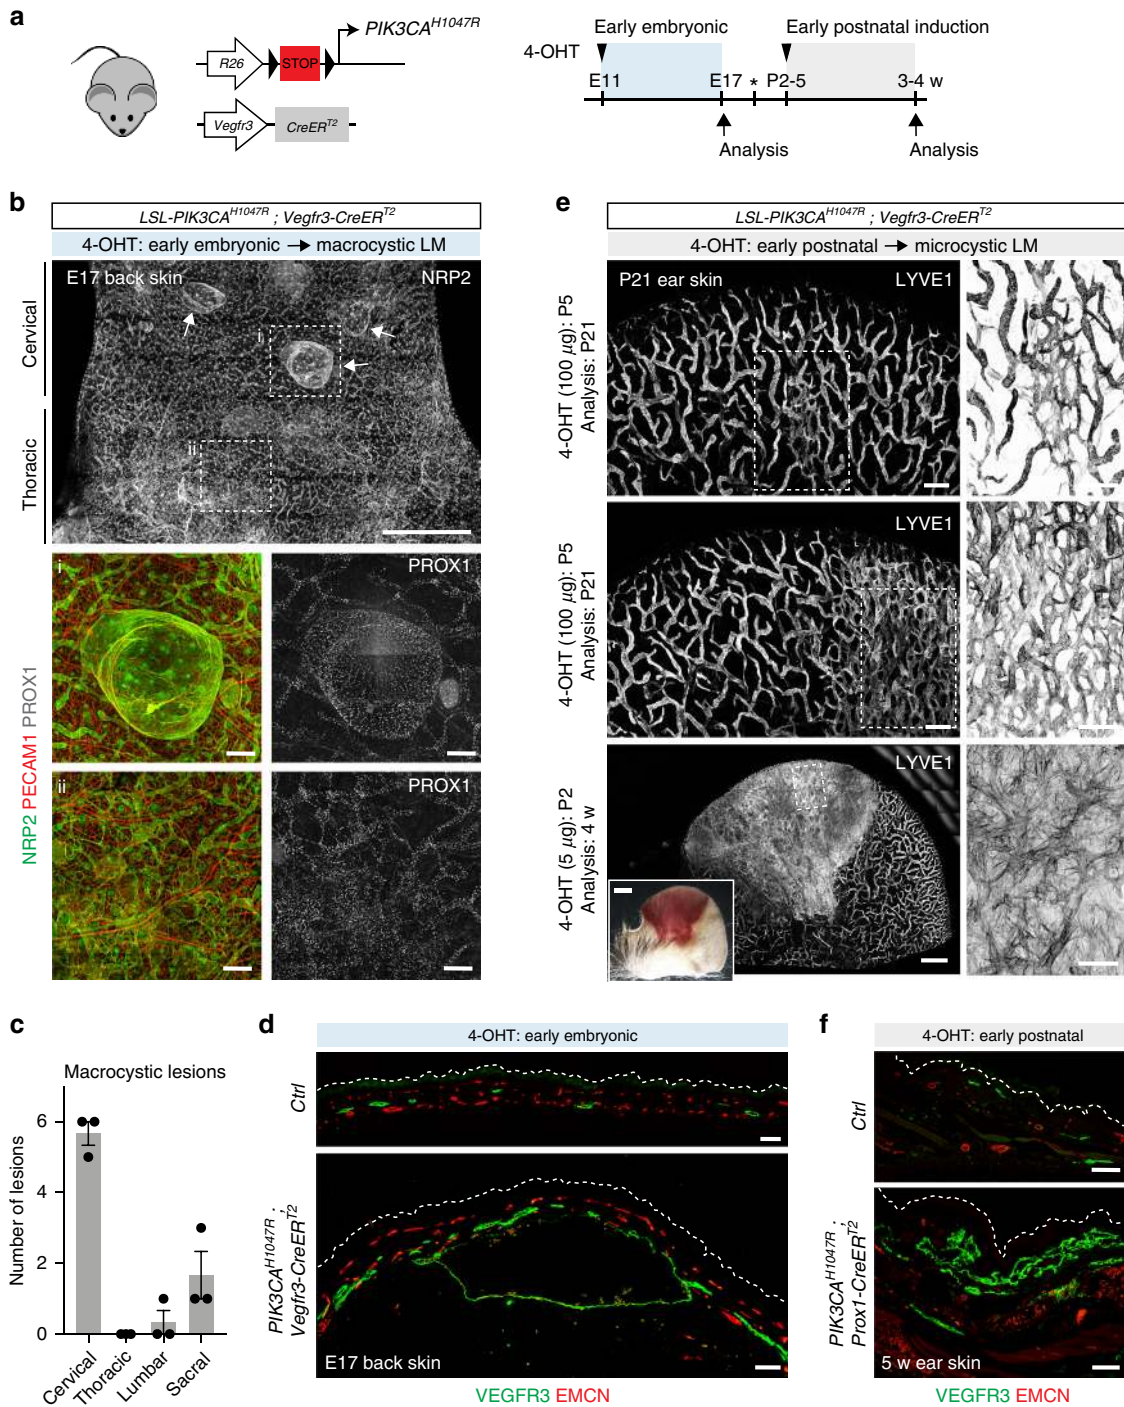 a
PIK3CA^H1047R
R26
STOP
Vegfr3
CreER^T2
Early embryonic
Early postnatal induction
4-OHT
E11
E17
*
P2-5
3-4 w
Analysis
Analysis
b
LSL-PIK3CA^H1047R ; Vegfr3-CreER^T2
4-OHT: early embryonic → macrocystic LM
E17 back skin
NRP2
Cervical
Thoracic
i
ii
i
PROX1
ii
PROX1
NRP2 PECAM1 PROX1
e
LSL-PIK3CA^H1047R ; Vegfr3-CreER^T2
4-OHT: early postnatal → microcystic LM
P21 ear skin
LYVE1
4-OHT (100 µg): P5
Analysis: P21
LYVE1
4-OHT (100 µg): P5
Analysis: P21
LYVE1
4-OHT (5 µg): P2
Analysis: 4 w
c
Macrocystic lesions
Number of lesions
6
4
2
0
Cervical
Thoracic
Lumbar
Sacral
d
4-OHT: early embryonic
Ctrl
PIK3CA^H1047R ;
Vegfr3-CreER^T2
E17 back skin
VEGFR3 EMCN
f
4-OHT: early postnatal
Ctrl
PIK3CA^H1047R ;
Prox1-CreER^T2
5 w ear skin
VEGFR3 EMCN